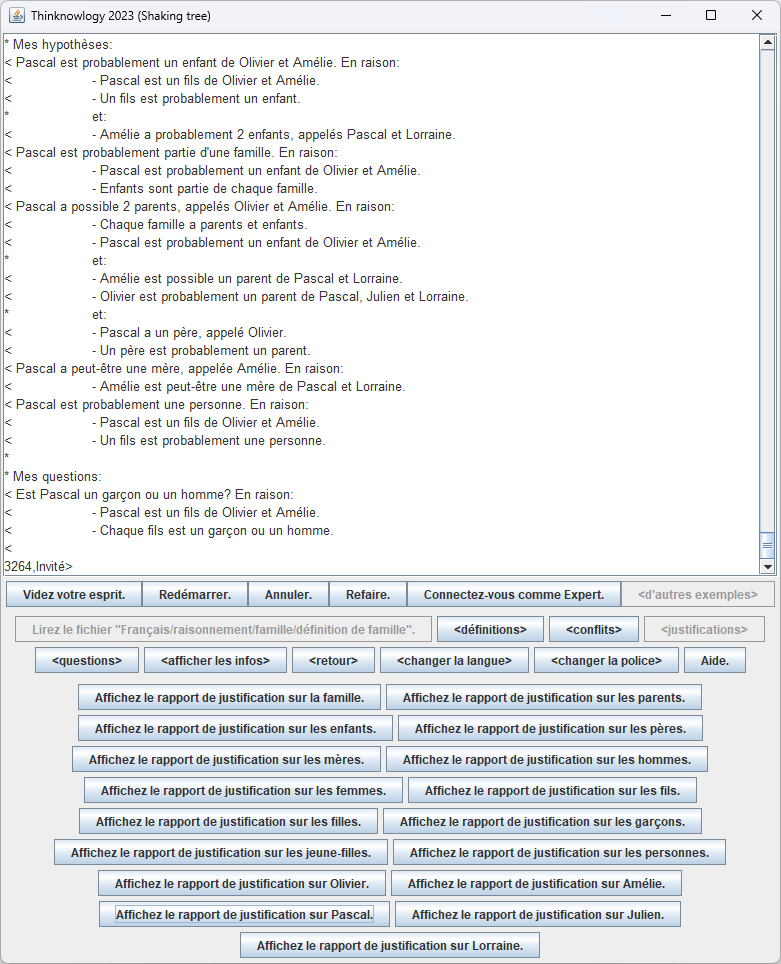 Thinknowlogy 2023 (Shaking tree)
* Mes hypothèses:
< Pascal est probablement un enfant de Olivier et Amélie. En raison:
< - Pascal est un fils de Olivier et Amélie.
< - Un fils est probablement un enfant.
* et:
< - Amélie a probablement 2 enfants, appelés Pascal et Lorraine.
< Pascal est probablement partie d'une famille. En raison:
< - Pascal est probablement un enfant de Olivier et Amélie.
< - Enfants sont partie de chaque famille.
< Pascal a possible 2 parents, appelés Olivier et Amélie. En raison:
< - Chaque famille a parents et enfants.
< - Pascal est probablement un enfant de Olivier et Amélie.
* et:
< - Amélie est possible un parent de Pascal et Lorraine.
< - Olivier est probablement un parent de Pascal, Julien et Lorraine.
* et:
< - Pascal a un père, appelé Olivier.
< - Un père est probablement un parent.
< Pascal a peut-être une mère, appelée Amélie. En raison:
< - Amélie est peut-être une mère de Pascal et Lorraine.
< Pascal est probablement une personne. En raison:
< - Pascal est un fils de Olivier et Amélie.
< - Un fils est probablement une personne.
*
* Mes questions:
< Est Pascal un garçon ou un homme? En raison:
< - Pascal est un fils de Olivier et Amélie.
< - Chaque fils est un garçon ou un homme.
<
3264,Invité>
Videz votre esprit. Redémarrer. Annuler. Refaire. Connectez-vous comme Expert. <d'autres exemples>
Lirez le fichier "Français/raisonnement/famille/définition de famille". <définitions> <conflits> <justifications>
<questions> <afficher les infos> <retour> <changer la langue> <changer la police> Aide.
Affichez le rapport de justification sur la famille. Affichez le rapport de justification sur les parents.
Affichez le rapport de justification sur les enfants. Affichez le rapport de justification sur les pères.
Affichez le rapport de justification sur les mères. Affichez le rapport de justification sur les hommes.
Affichez le rapport de justification sur les femmes. Affichez le rapport de justification sur les fils.
Affichez le rapport de justification sur les filles. Affichez le rapport de justification sur les garçons.
Affichez le rapport de justification sur les jeune-filles. Affichez le rapport de justification sur les personnes.
Affichez le rapport de justification sur Olivier. Affichez le rapport de justification sur Amélie.
Affichez le rapport de justification sur Pascal. Affichez le rapport de justification sur Julien.
Affichez le rapport de justification sur Lorraine.